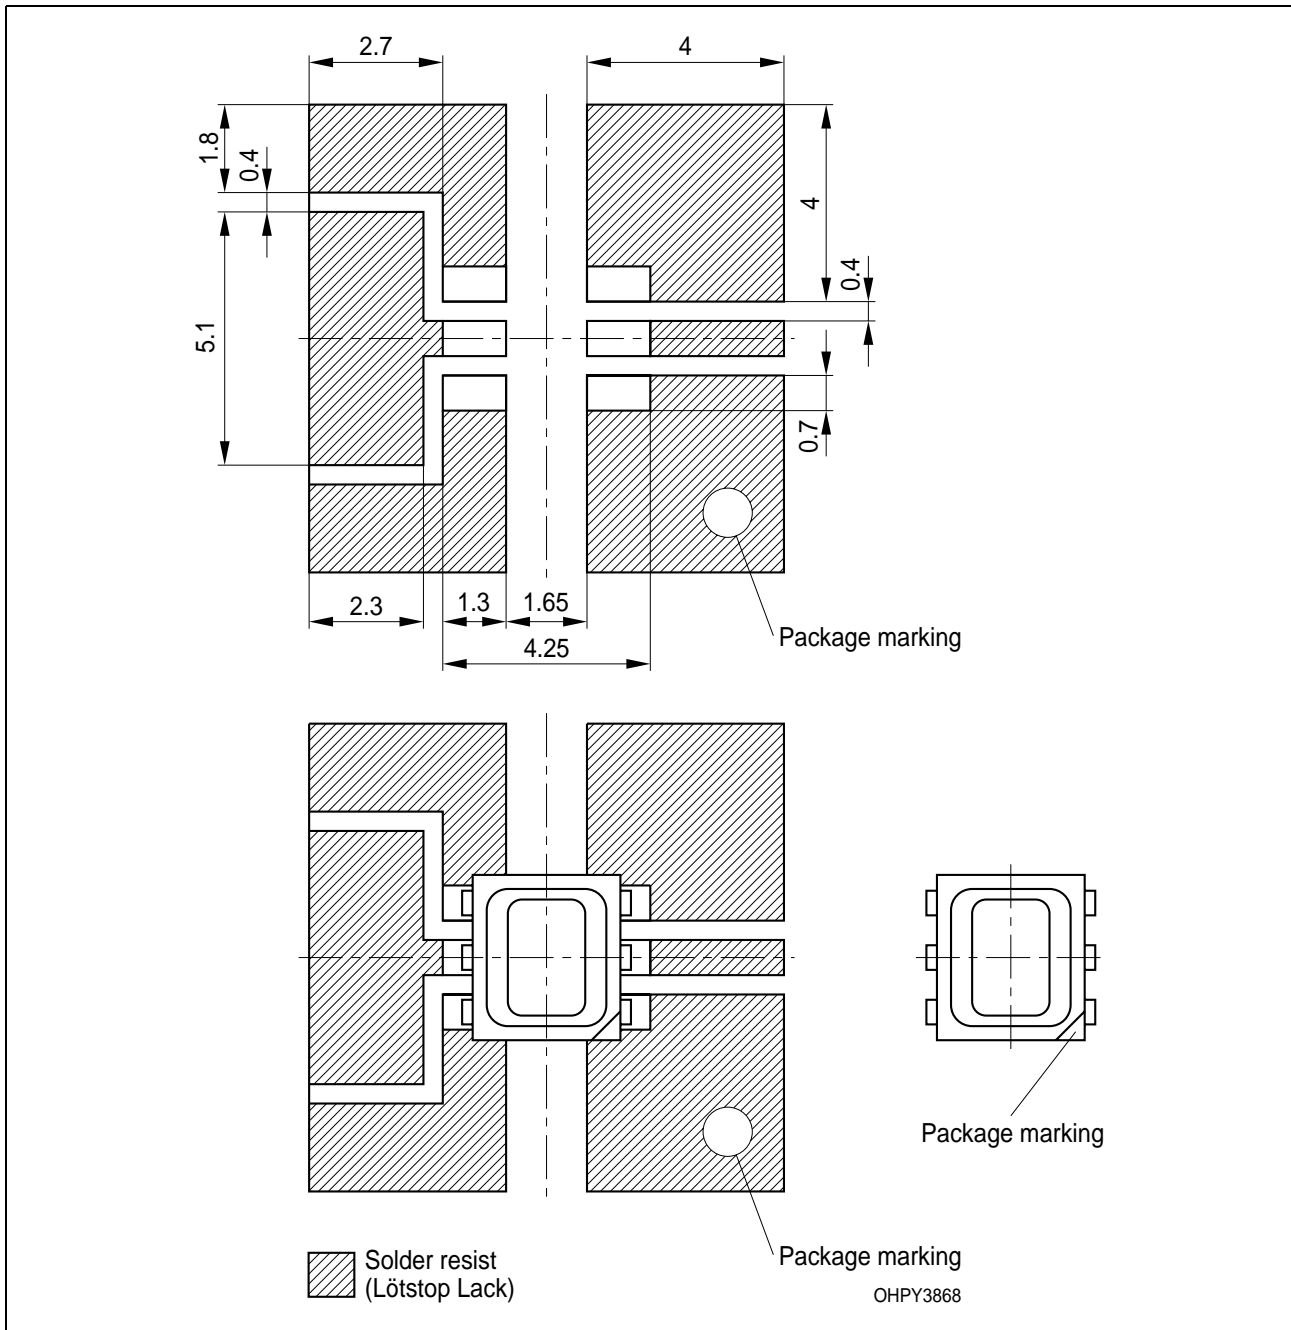 2.7
4
1.8
0.4
4
0.4
5.1
0.7
2.3
1.3
1.65
4.25
Package marking
Package marking
Package marking
Solder resist
(Lötstop Lack)
OHPY3868